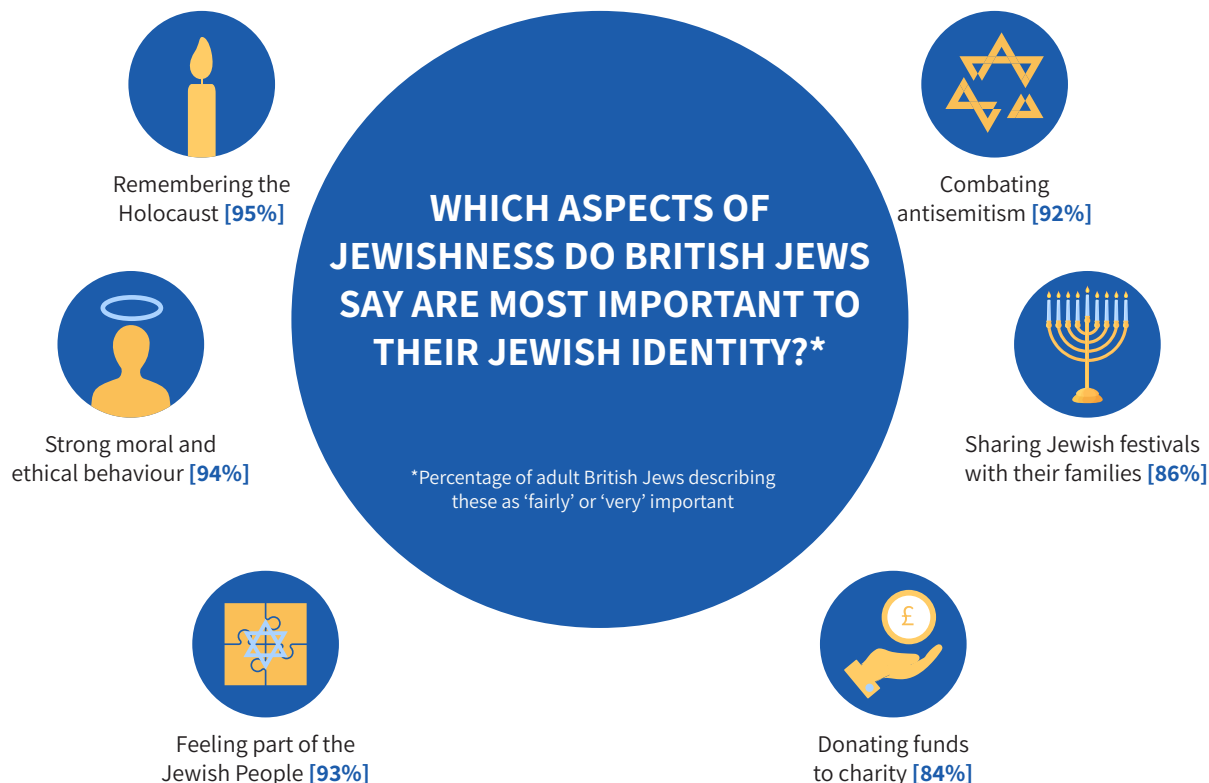 WHICH ASPECTS OF
JEWISHNESS DO BRITISH JEWS
SAY ARE MOST IMPORTANT TO
THEIR JEWISH IDENTITY?*
*Percentage of adult British Jews describing
these as ‘fairly’ or ‘very’ important
Remembering the
Holocaust [95%]
Strong moral and
ethical behaviour [94%]
Feeling part of the
Jewish People [93%]
Combating
antisemitism [92%]
Sharing Jewish festivals
with their families [86%]
£
Donating funds
to charity [84%]